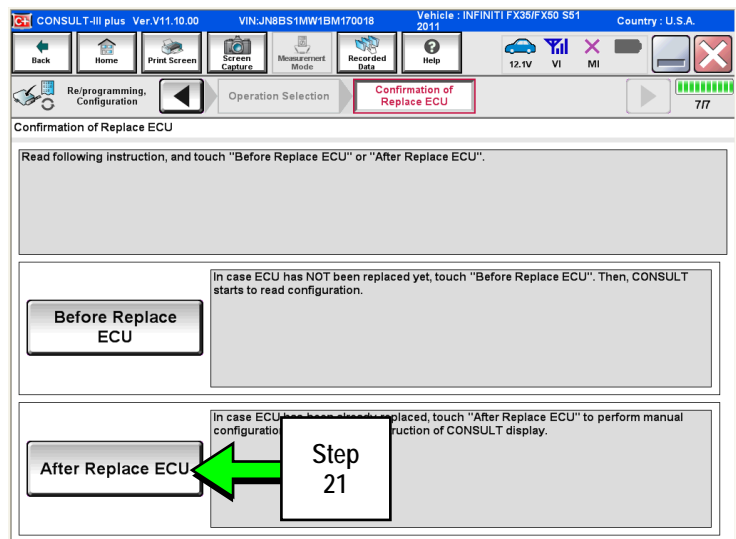 CONSULT-III plus Ver.V11.10.00
VIN:JN8BS1MW1BM170018
Vehicle : INFINITI FX35/FX50 S51
2011
Country : U.S.A.
Back
Home
Print Screen
Screen
Capture
Measurement
Mode
Recorded
Data
Help
12.1V
VI
MI
Re/programming,
Configuration
Operation Selection
Confirmation of
Replace ECU
7/7
Confirmation of Replace ECU
Read following instruction, and touch "Before Replace ECU" or "After Replace ECU".
Before Replace
ECU
In case ECU has NOT been replaced yet, touch "Before Replace ECU". Then, CONSULT
starts to read configuration.
After Replace ECU
In case ECU has been already replaced, touch "After Replace ECU" to perform manual
configuration ruction of CONSULT display.
Step
21